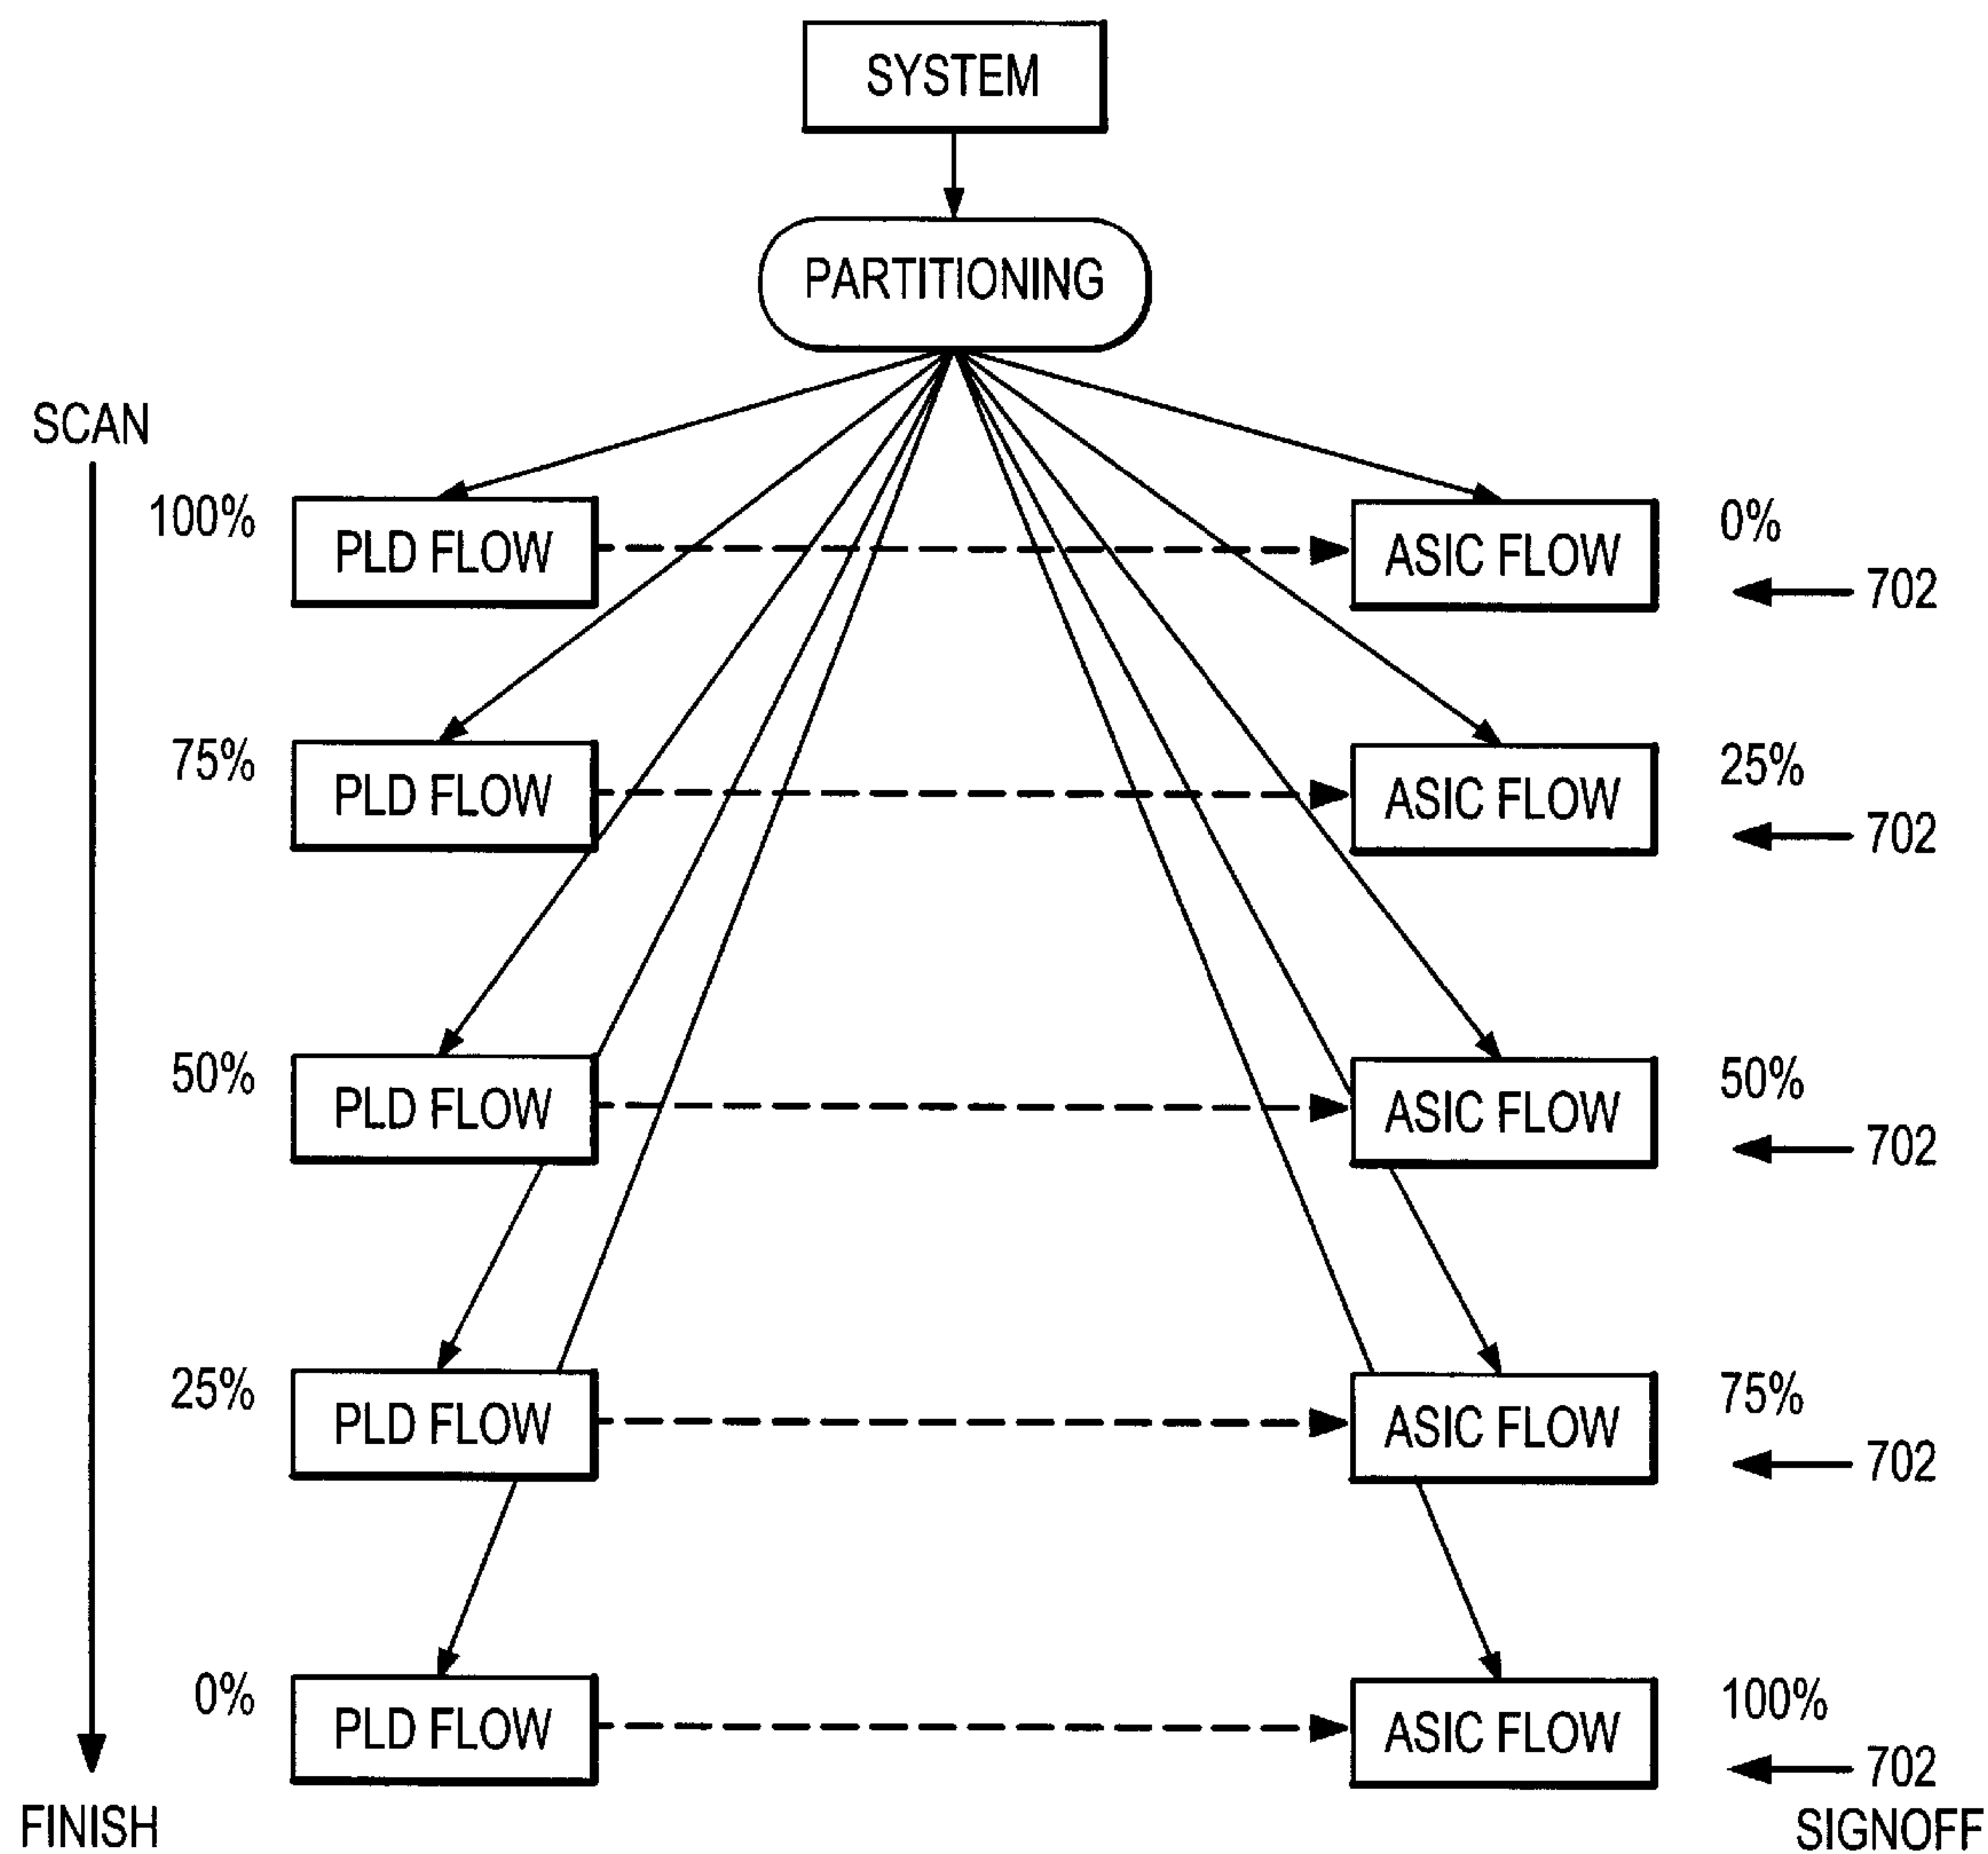 SYSTEM
PARTITIONING
SCAN
100%
PLD FLOW
ASIC FLOW
0%
702
75%
PLD FLOW
ASIC FLOW
25%
702
50%
PLD FLOW
ASIC FLOW
50%
702
25%
PLD FLOW
ASIC FLOW
75%
702
0%
PLD FLOW
ASIC FLOW
100%
702
FINISH
SIGNOFF